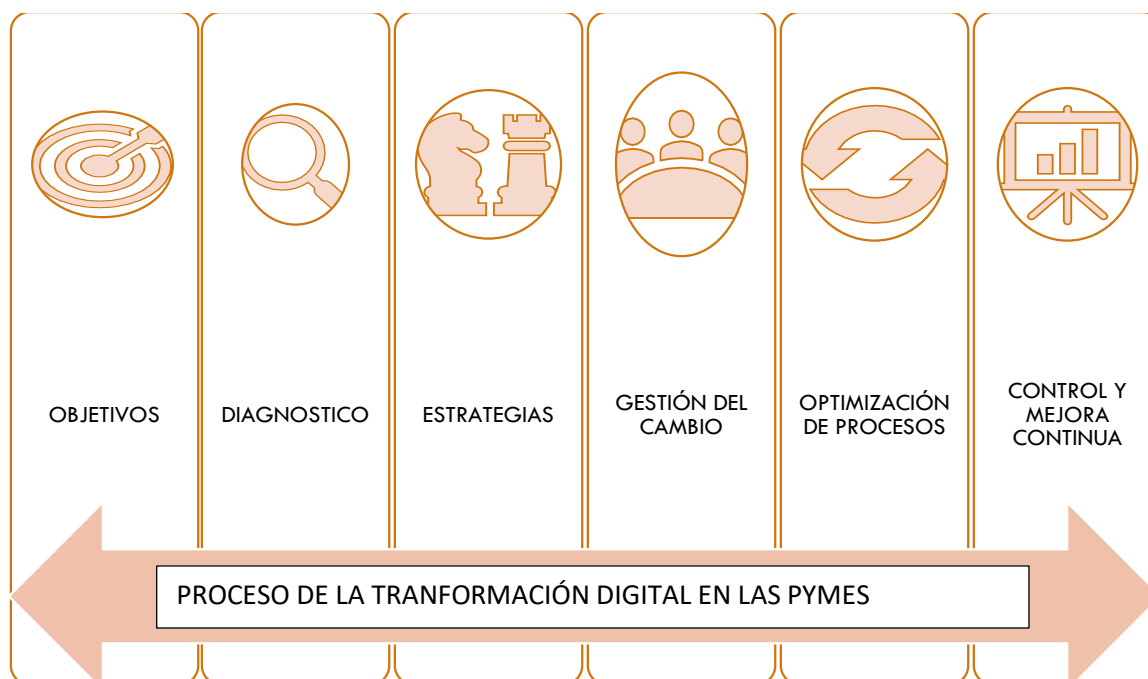 OBJETIVOS
DIAGNOSTICO
ESTRATEGIAS
GESTIÓN DEL
CAMBIO
OPTIMIZACIÓN
DE PROCESOS
CONTROL Y
MEJORA
CONTINUA
PROCESO DE LA TRANFORMACIÓN DIGITAL EN LAS PYMES